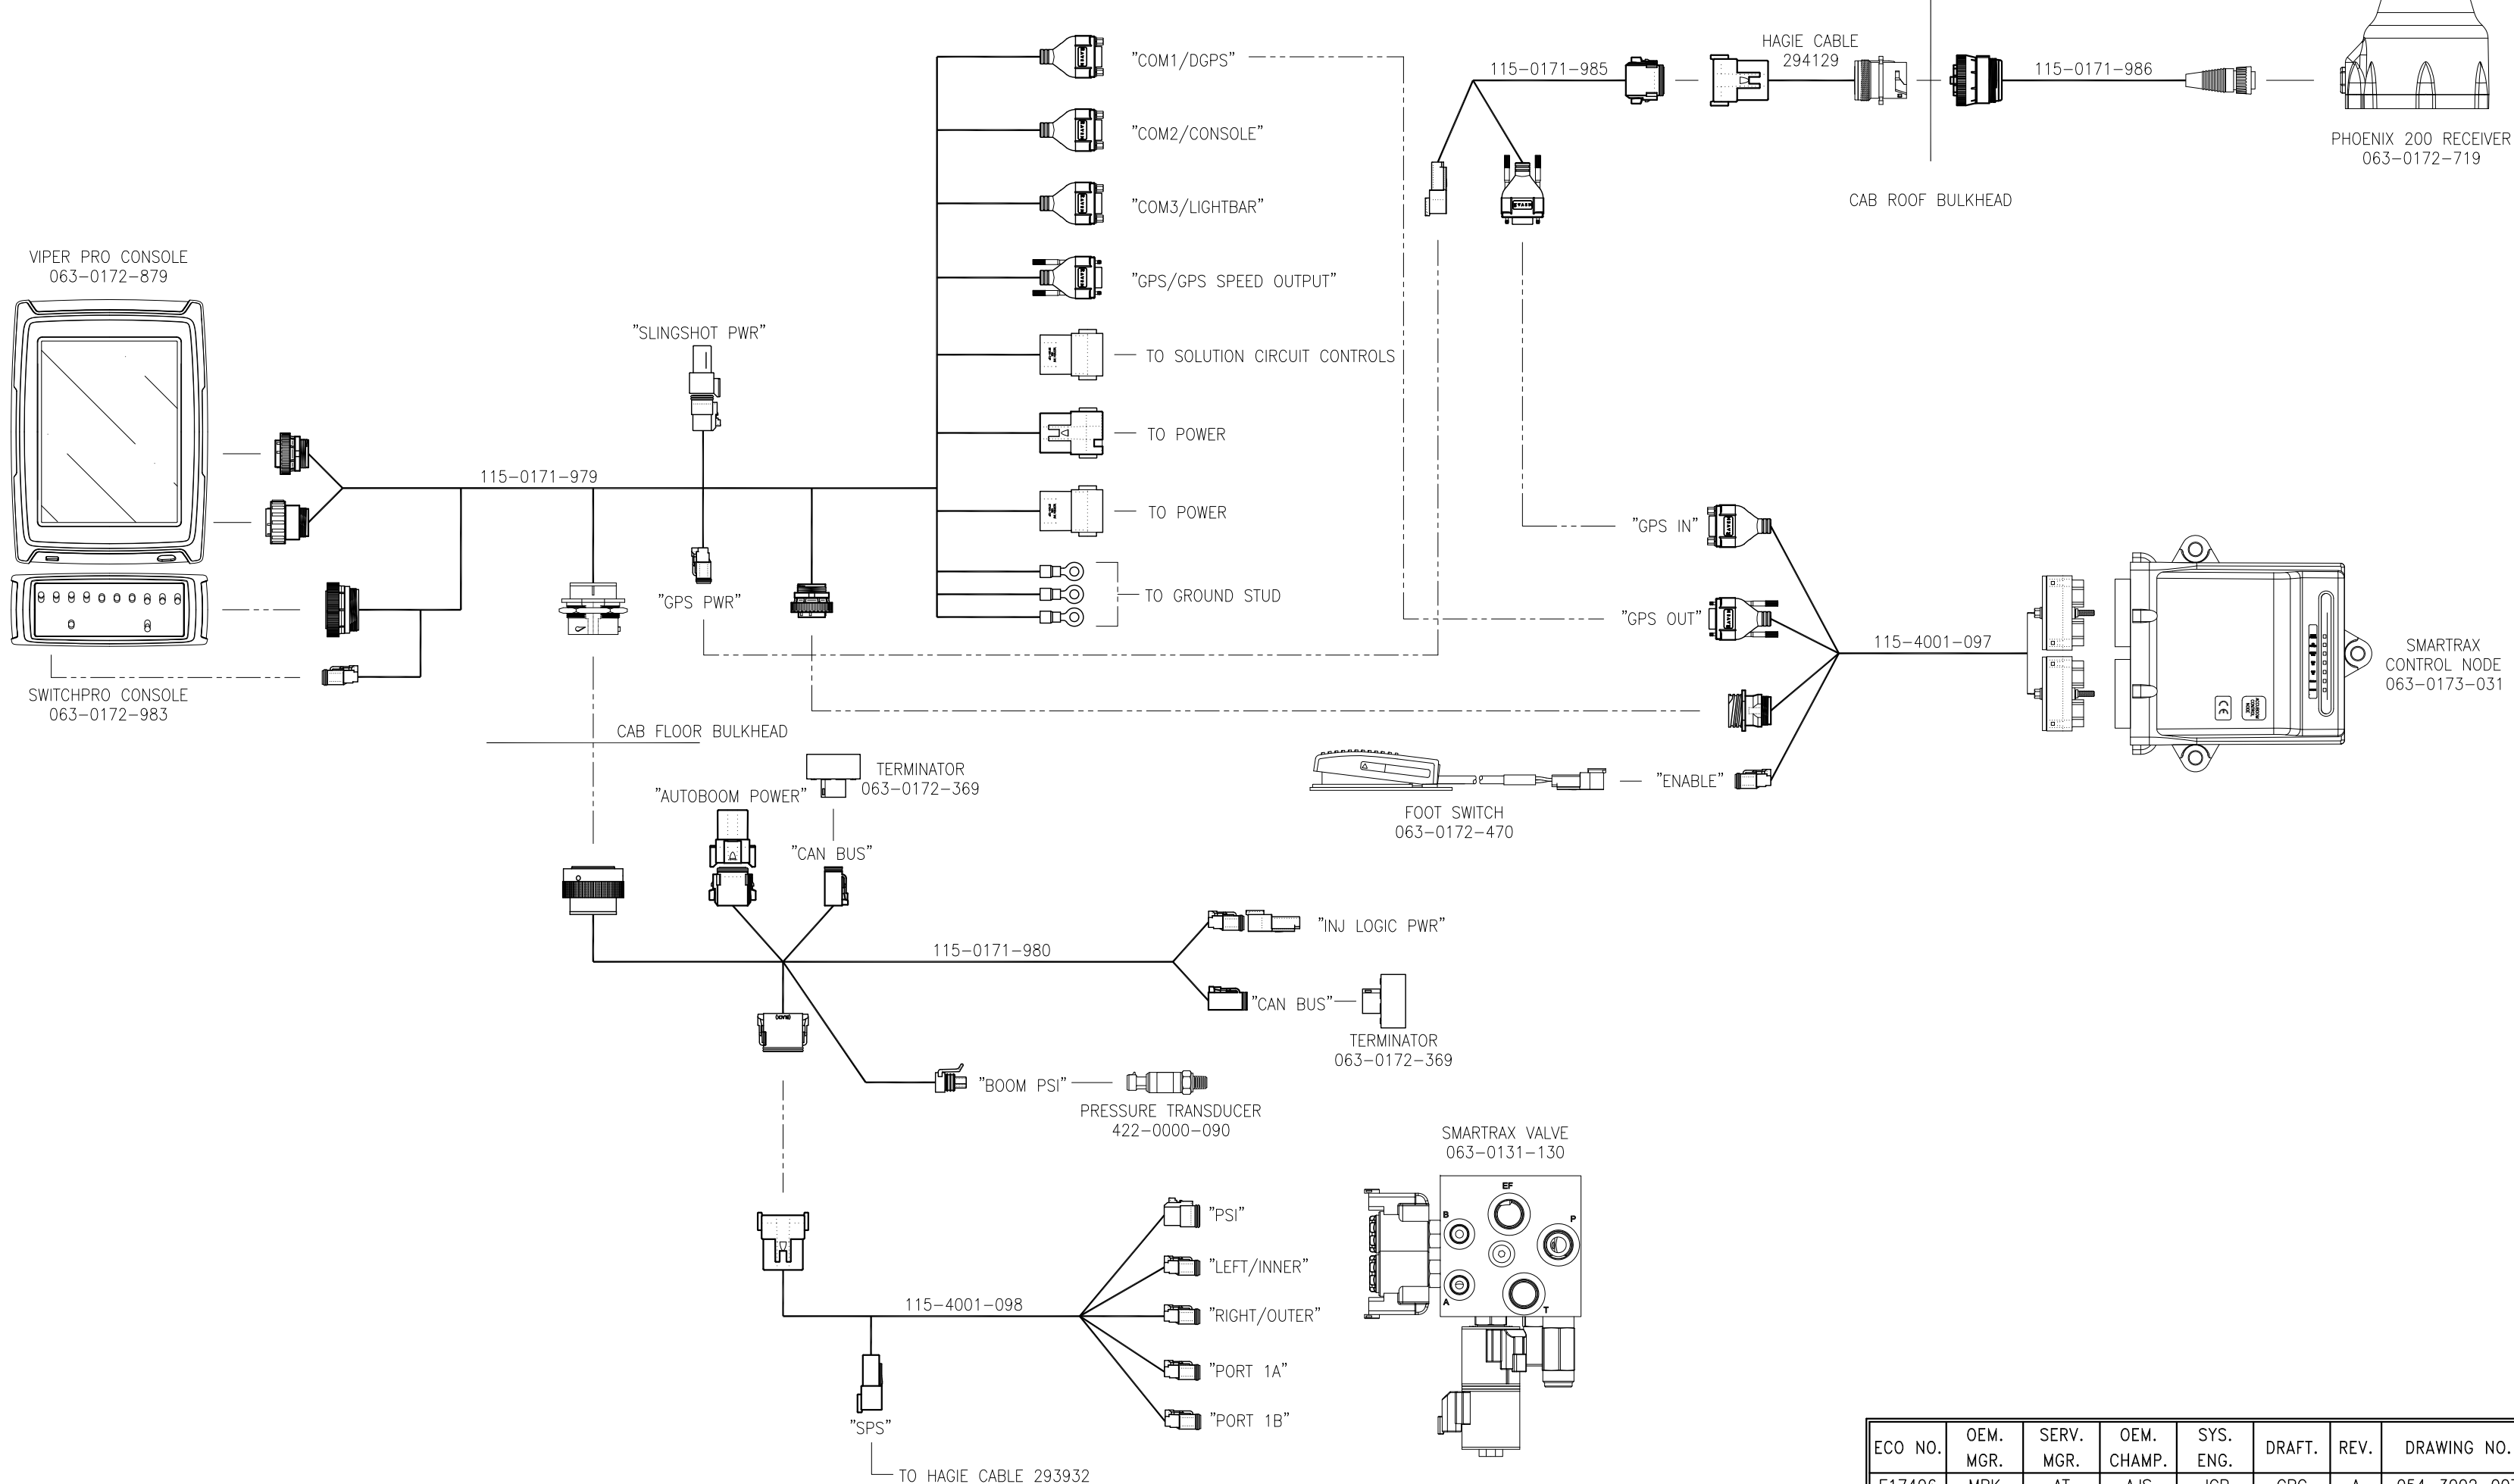 "COM1/DGPS"
"COM2/CONSOLE"
"COM3/LIGHTBAR"
"GPS/GPS SPEED OUTPUT"
TO SOLUTION CIRCUIT CONTROLS
TO POWER
TO POWER
TO GROUND STUD
115-0171-985
HAGIE CABLE
294129
115-0171-986
PHOENIX 200 RECEIVER
063-0172-719
CAB ROOF BULKHEAD
VIPER PRO CONSOLE
063-0172-879
"SLINGSHOT PWR"
115-0171-979
"GPS PWR"
SWITCHPRO CONSOLE
063-0172-983
"GPS IN"
"GPS OUT"
115-4001-097
SMARTRAX
CONTROL NODE
063-0173-031
"ENABLE"
FOOT SWITCH
063-0172-470
CAB FLOOR BULKHEAD
TERMINATOR
063-0172-369
"AUTOBOOM POWER"
"CAN BUS"
115-0171-980
"INJ LOGIC PWR"
"CAN BUS"
TERMINATOR
063-0172-369
"BOOM PSI"
PRESSURE TRANSDUCER
422-0000-090
SMARTRAX VALVE
063-0131-130
EF
B
P
A
T
115-4001-098
"PSI"
"LEFT/INNER"
"RIGHT/OUTER"
"PORT 1A"
"PORT 1B"
"SPS"
TO HAGIE CABLE 293932
ECO NO. OEM. MGR. SERV. MGR. OEM. CHAMP. SYS. ENG. DRAFT. REV. DRAWING NO.